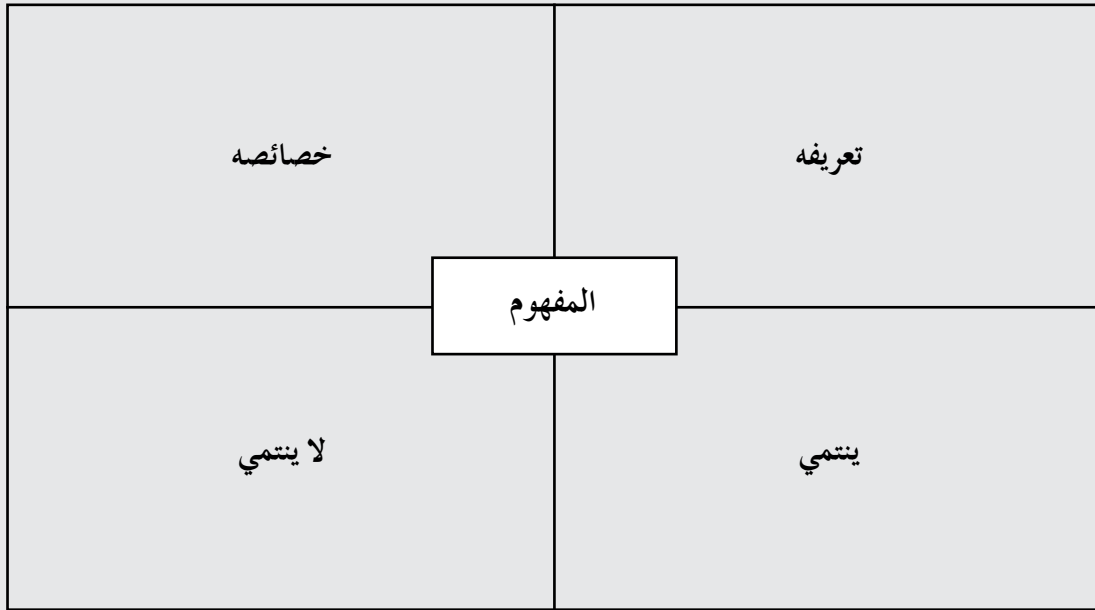 تعريفه
خصائصه
المفهوم
ينتمي
لا ينتمي